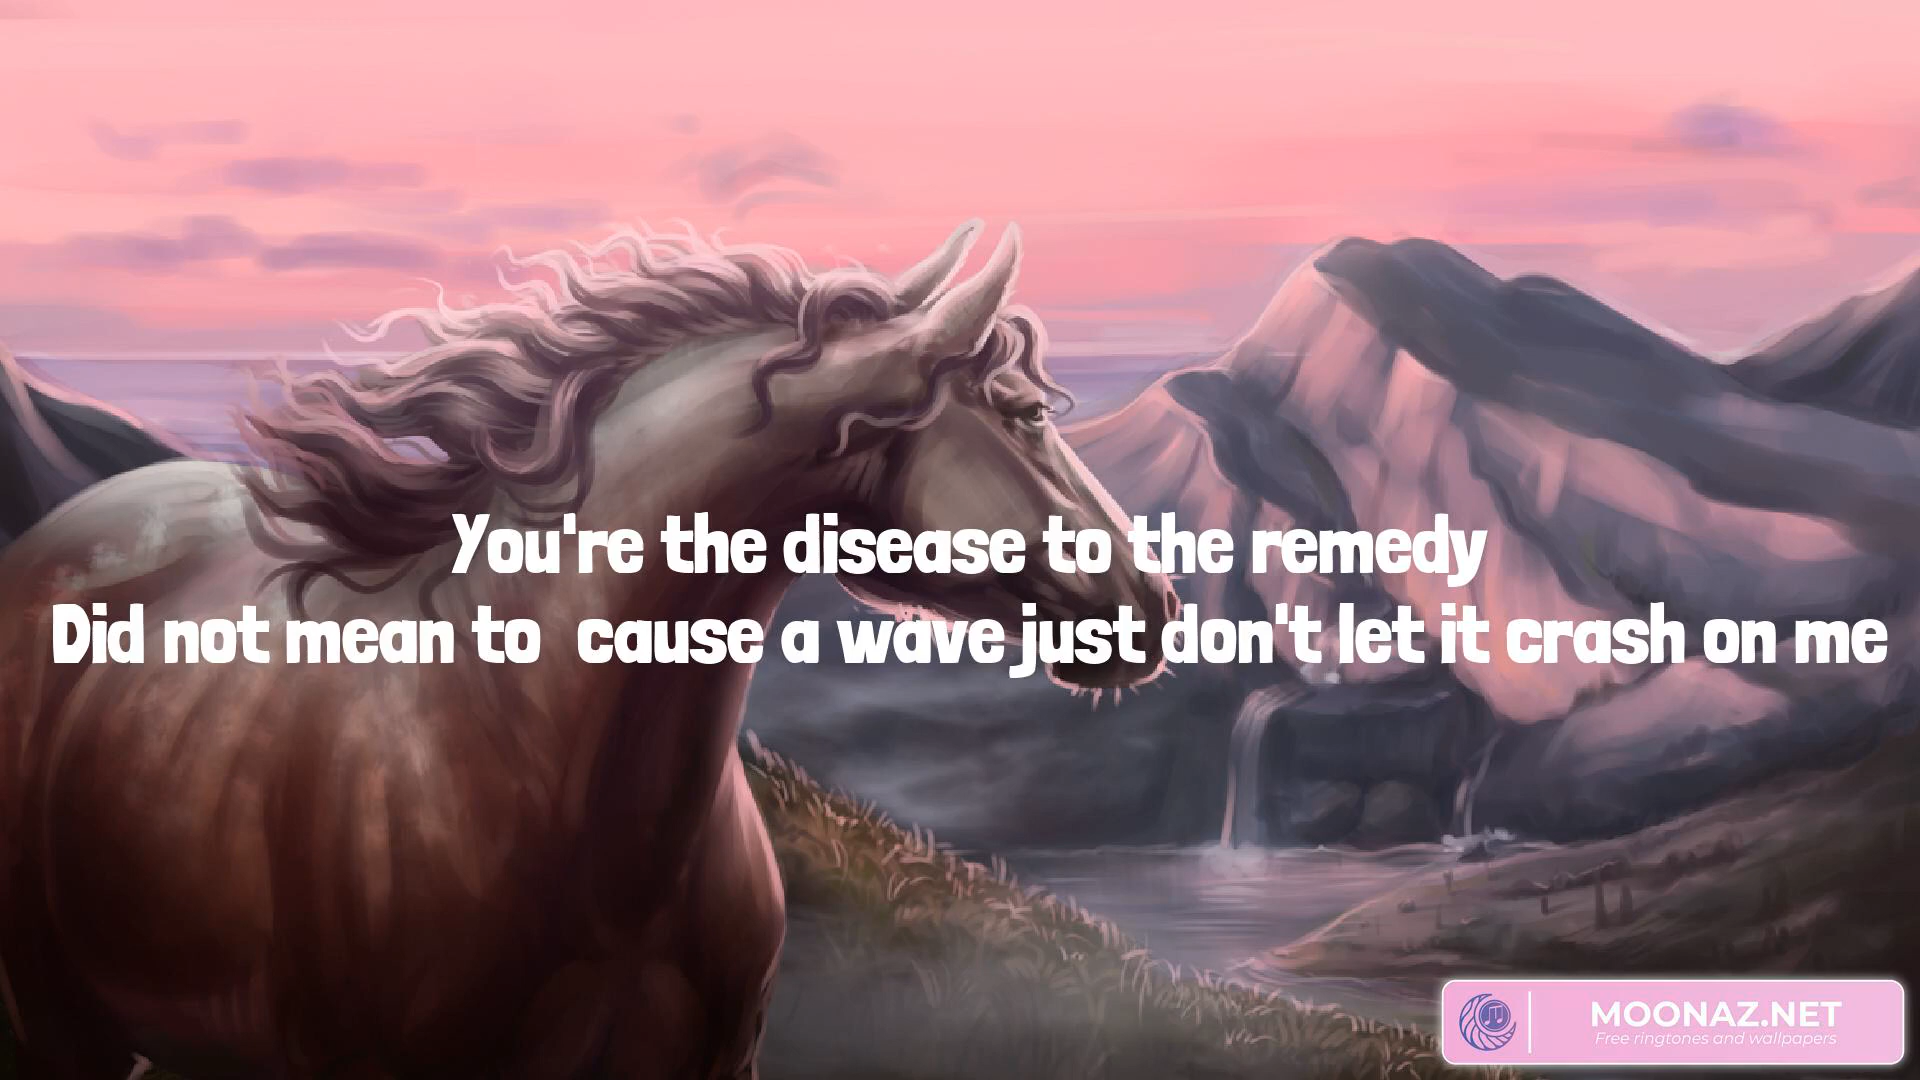 You're the disease to the remedy
Did not mean to  cause a wave just don't let it crash on me
MOONAZ.NET
Free ringtones and wallpapers